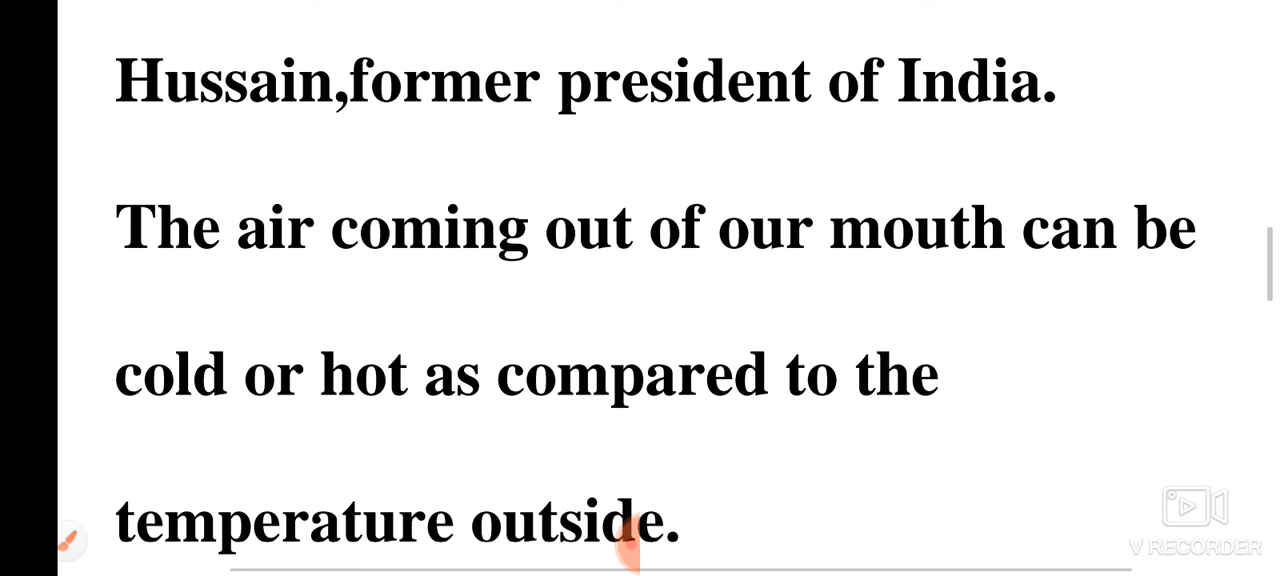 Hussain,former president of India.
The air coming out of our mouth can be
cold or hot as compared to the
temperature outside.
V RECORDER